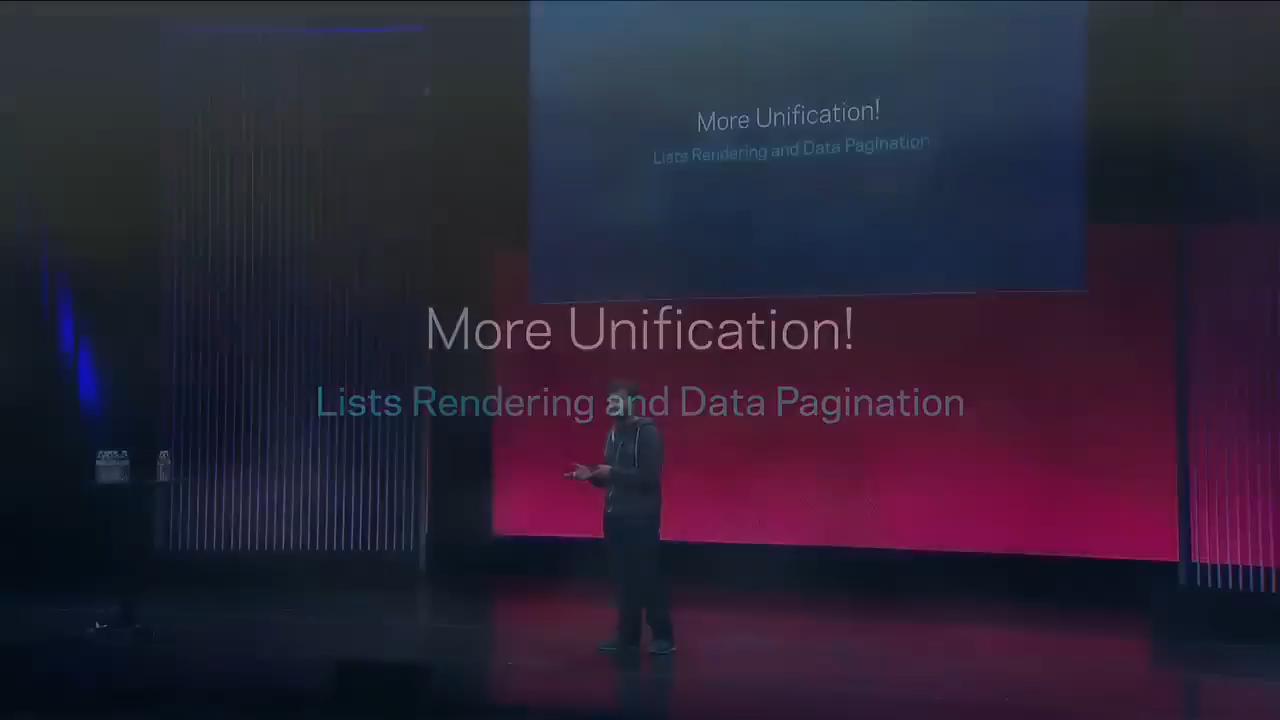 More Unification!
Lists Rendering and Data Pagination
More Unification!
Lists Rendering and Data Pagination